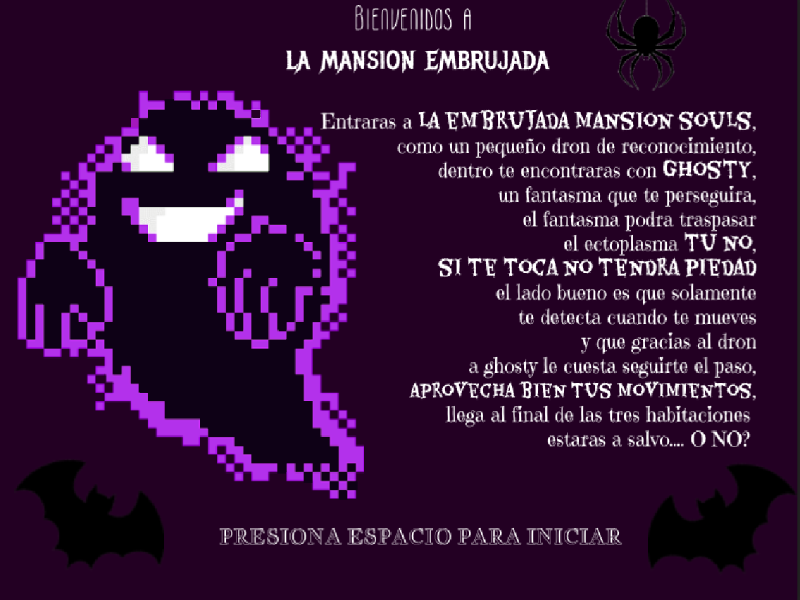 BIENVENIDOS A
LA MANSION EMBRUJADA
Entraras a LA EMBRUJADA MANSION SOULS,
como un pequeño dron de reconocimiento,
dentro te encontraras con GHOSTY,
un fantasma que te perseguira,
el fantasma podra traspasar
el ectoplasma TU NO,
SI TE TOCA NO TENDRA PIEDAD
el lado bueno es que solamente
te detecta cuando te mueves
y que gracias al dron
a ghosty le cuesta seguirte el paso,
APROVECHA BIEN TUS MOVIMIENTOS,
llega al final de las tres habitaciones
estaras a salvo.... O NO?
PRESIONA ESPACIO PARA INICIAR